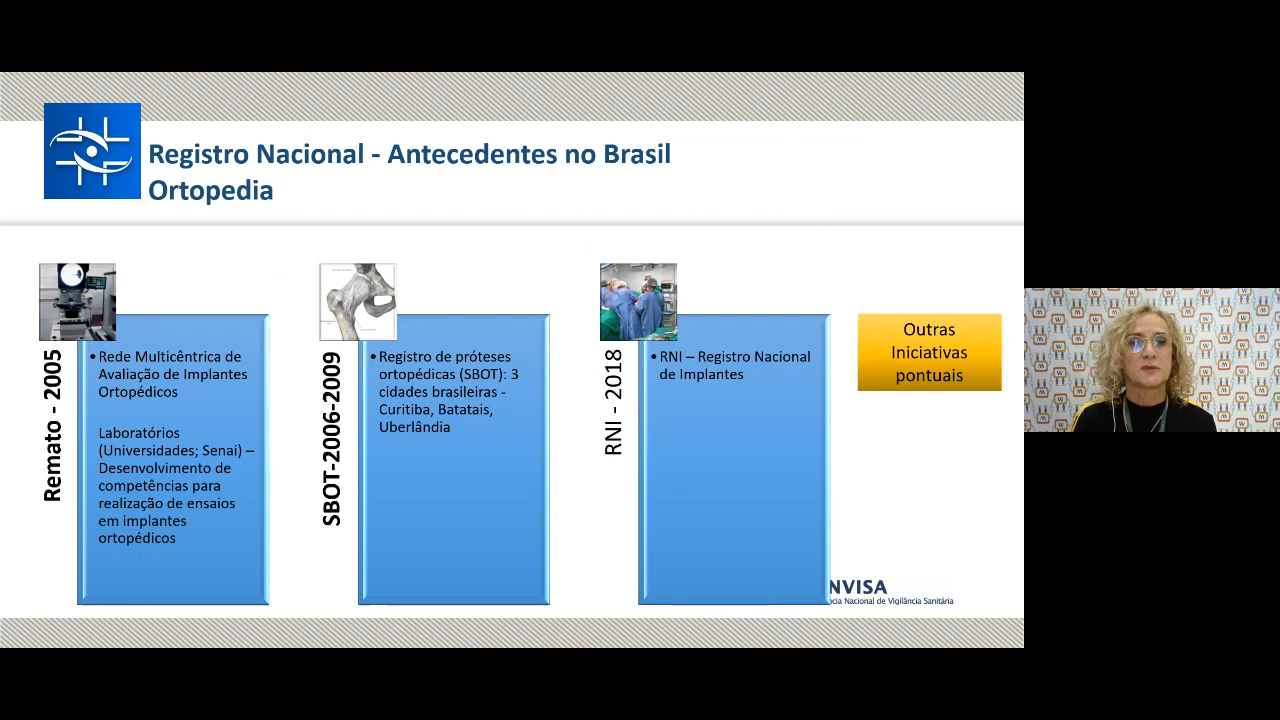 Registro Nacional - Antecedentes no Brasil
Ortopedia
Remato - 2005
•Rede Multicêntrica de
Avaliação de Implantes
Ortopédicos
Laboratórios
(Universidades; Senai) –
Desenvolvimento de
competências para
realização de ensaios
em implantes
ortopédicos
SBOT-2006-2009
•Registro de próteses
ortopédicas (SBOT): 3
cidades brasileiras -
Curitiba, Batatais,
Uberlândia
RNI - 2018
•RNI – Registro Nacional
de Implantes
Outras
Iniciativas
pontuais
NVISA
cia Nacional de Vigilância Sanitária